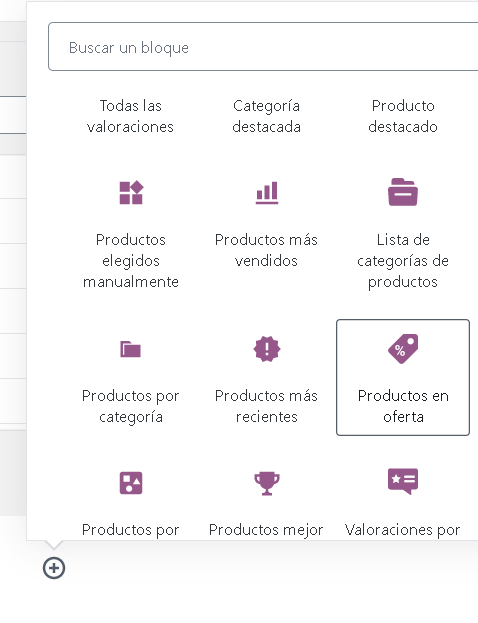 Buscar un bloque
Todas las
valoraciones
Categoría
destacada
Producto
destacado
Productos
elegidos
manualmente
Productos más
vendidos
Lista de
categorías de
productos
Productos por
categoría
Productos más
recientes
%
Productos en
oferta
Productos por
Productos mejor
Valoraciones por